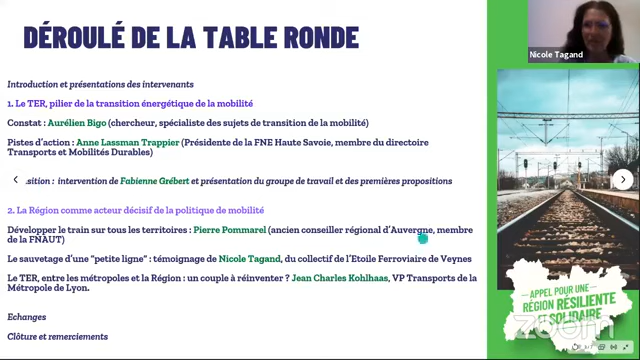 DÉROULÉ DE LA TABLE RONDE
Nicole Tagand
Introduction et présentations des intervenants
1. Le TER, pilier de la transition énergétique de la mobilité
Constat : Aurélien Bigo (chercheur, spécialiste des sujets de transition de la mobilité)
Pistes d'action : Anne Lassman Trappier (Présidente de la FNE Haute Savoie, membre du directoire
Transports et Mobilités Durables)
sition : intervention de Fabienne Grébert et présentation du groupe de travail et des premières propositions
2. La Région comme acteur décisif de la politique de mobilité
Développer le train sur tous les territoires : Pierre Pommarel (ancien conseiller régional d'Auvergne, membre
de la FNAUT)
Le sauvetage d'une "petite ligne" : témoignage de Nicole Tagand, du collectif de l'Etoile Ferroviaire de Veynes
Le TER, entre les métropoles et la Région : un couple à réinventer ? Jean Charles Kohlhaas, VP Transports de la
Métropole de Lyon.
Echanges
Clôture et remerciements
APPEL POUR UNE
RÉGION RÉSILIENTE
SOLIDAIRE
zoom